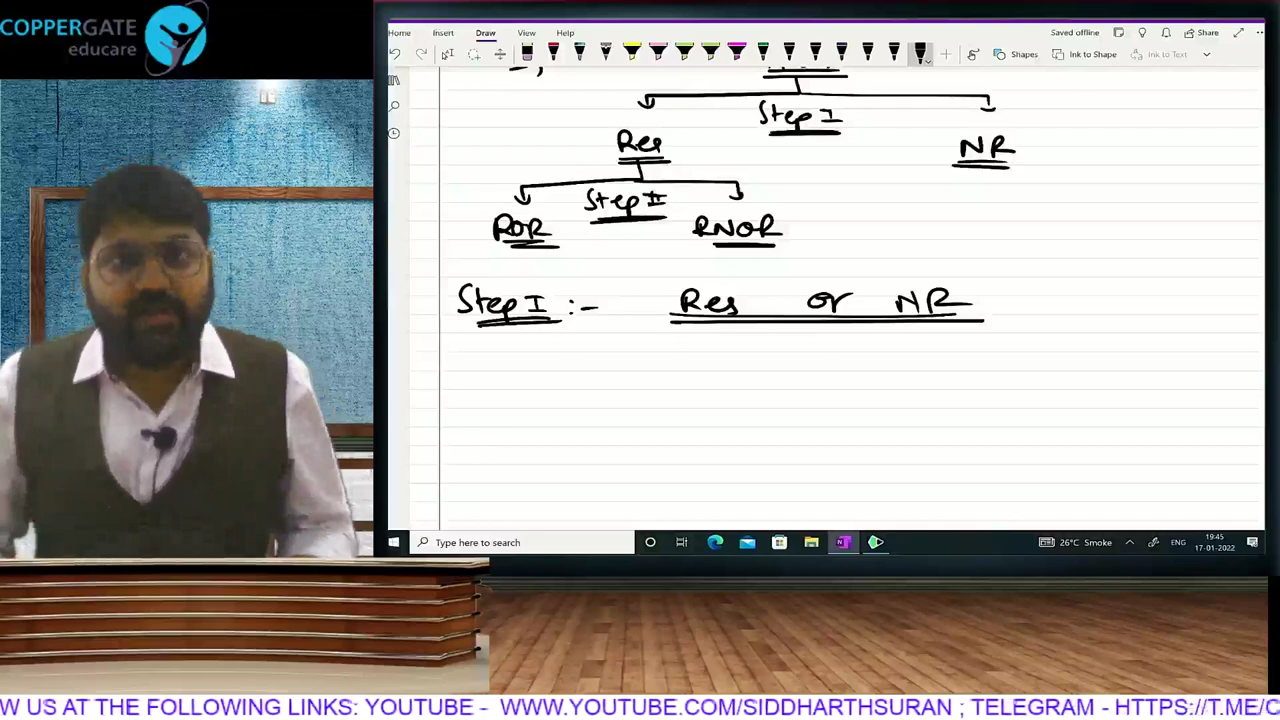 COPPERGATE
educare
Home Insert Draw View Help
Saved offline
Share
Shapes
Ink to Shape
Ink to Text
Step I
Res
NR
Step II
ROR
RNOR
Step I :- Res or NR
Type here to search
26°C Smoke
ENG
19:45
17-01-2022
W US AT THE FOLLOWING LINKS: YOUTUBE - WWW.YOUTUBE.COM/SIDDHARTHSURAN ; TELEGRAM - HTTPS://T.ME/C